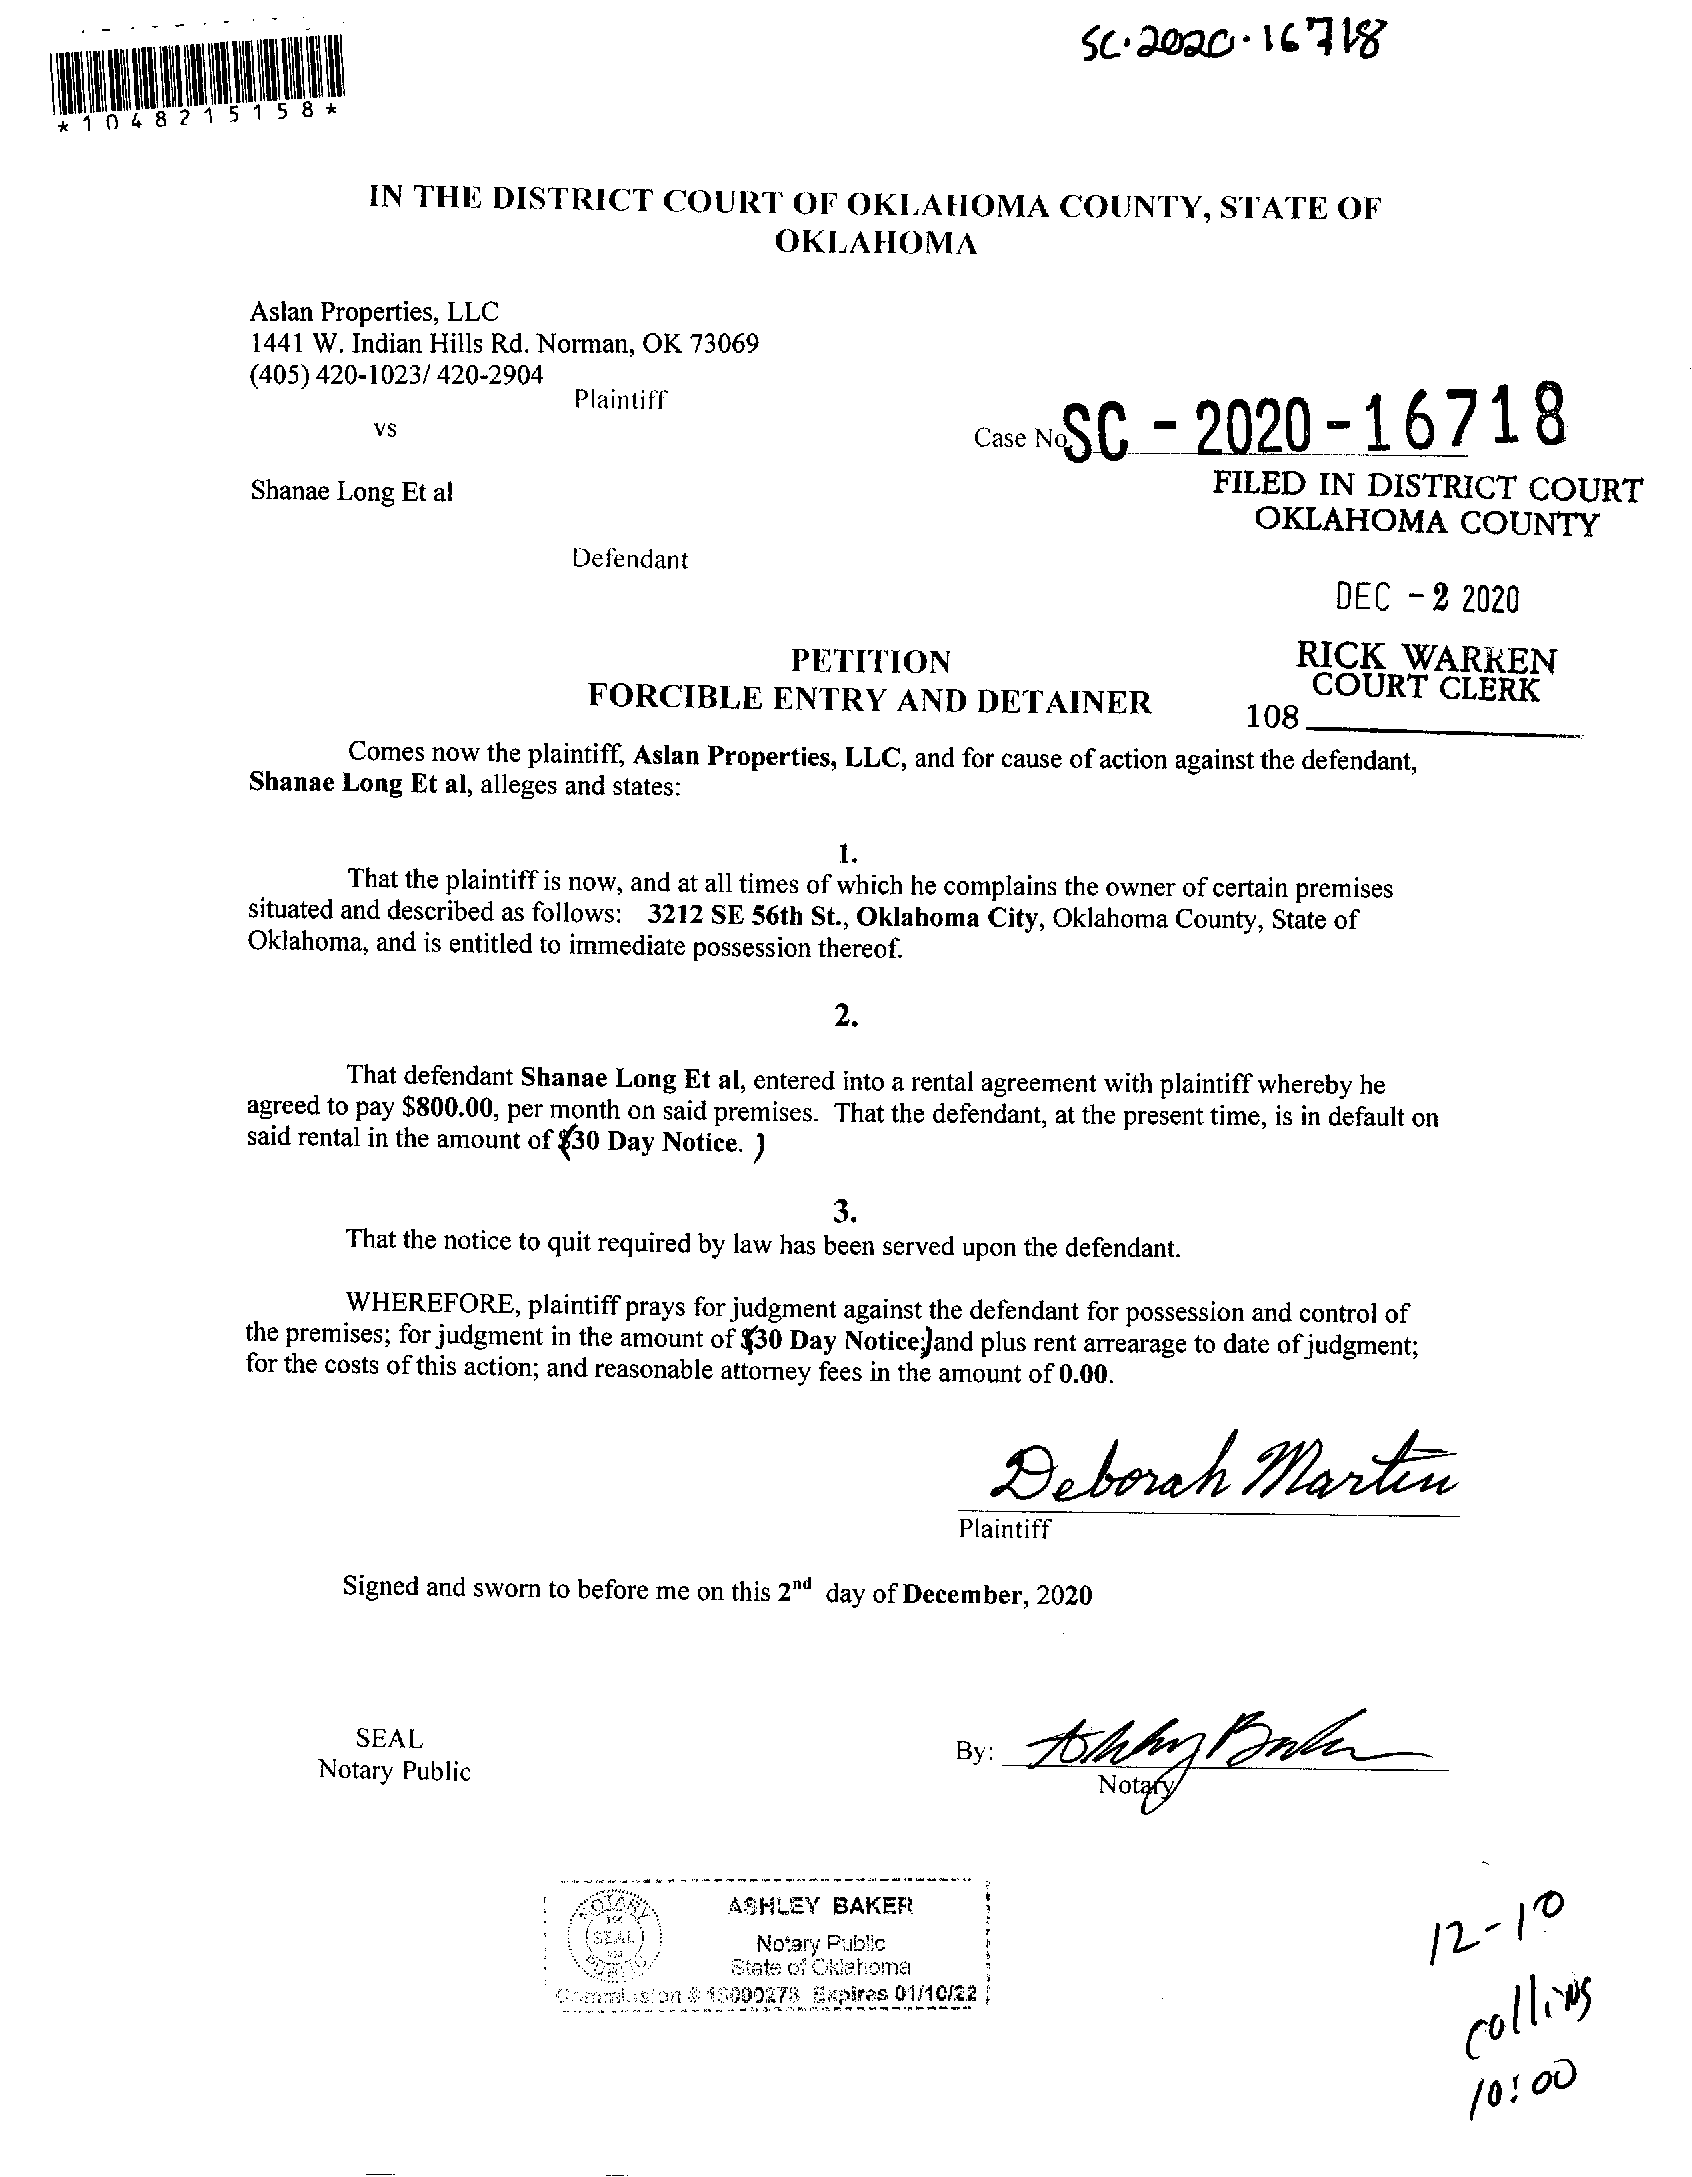 SC·2020·16718
*1048215158*
IN THE DISTRICT COURT OF OKLAHOMA COUNTY, STATE OF
OKLAHOMA
Aslan Properties, LLC
1441 W. Indian Hills Rd. Norman, OK 73069
(405) 420-1023/ 420-2904
Plaintiff
vs
Case No. SC - 2020 - 16718
Shanae Long Et al
FILED IN DISTRICT COURT
OKLAHOMA COUNTY
Defendant
DEC - 2 2020
PETITION
FORCIBLE ENTRY AND DETAINER
RICK WARREN
COURT CLERK
108
Comes now the plaintiff, Aslan Properties, LLC, and for cause of action against the defendant,
Shanae Long Et al, alleges and states:
1.
That the plaintiff is now, and at all times of which he complains the owner of certain premises
situated and described as follows: 3212 SE 56th St., Oklahoma City, Oklahoma County, State of
Oklahoma, and is entitled to immediate possession thereof.
2.
That defendant Shanae Long Et al, entered into a rental agreement with plaintiff whereby he
agreed to pay $800.00, per month on said premises. That the defendant, at the present time, is in default on
said rental in the amount of $(30 Day Notice. )
3.
That the notice to quit required by law has been served upon the defendant.
WHEREFORE, plaintiff prays for judgment against the defendant for possession and control of
the premises; for judgment in the amount of $(30 Day Notice;)and plus rent arrearage to date of judgment;
for the costs of this action; and reasonable attorney fees in the amount of 0.00.
Deborah Martin
Plaintiff
Signed and sworn to before me on this 2nd day of December, 2020
SEAL
Notary Public
By: Ashley Baker
Notary
NOTARY
SEAL
PUBLIC
ASHLEY BAKER
Notary Public
State of Oklahoma
Commission # Expires 01/10/22
12-10
Collins
10:00